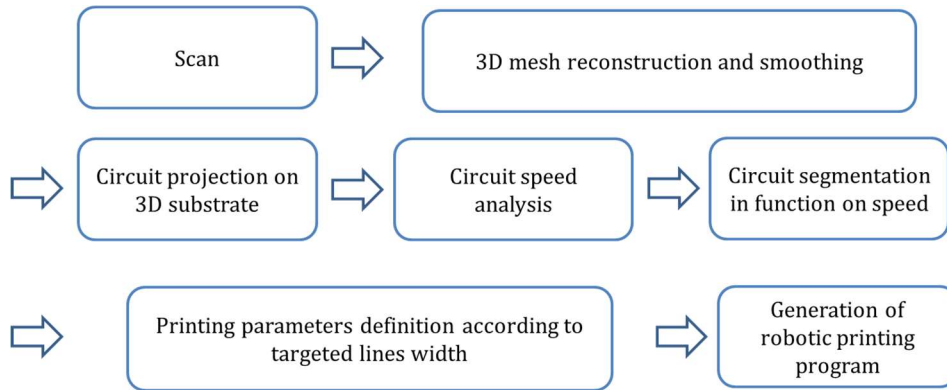 Scan
3D mesh reconstruction and smoothing
Circuit projection on
3D substrate
Circuit speed
analysis
Circuit segmentation
in function on speed
Printing parameters definition according to
targeted lines width
Generation of
robotic printing
program